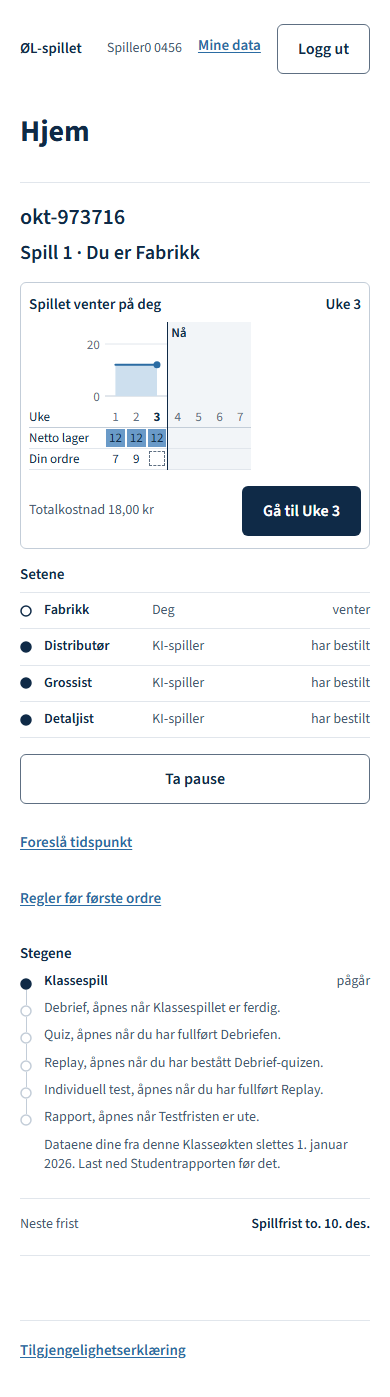 ØL-spillet Spiller0 0456 Mine data Logg ut
Hjem
okt-973716
Spill 1 · Du er Fabrikk
Spillet venter på deg Uke 3
Nå
20
0
Uke 1 2 3 4 5 6 7
Netto lager 12 12 12
Din ordre 7 9
Totalkostnad 18,00 kr Gå til Uke 3
Setene
Fabrikk Deg venter
Distributør KI-spiller har bestilt
Grossist KI-spiller har bestilt
Detaljist KI-spiller har bestilt
Ta pause
Foreslå tidspunkt
Regler før første ordre
Stegene
Klassespill pågår
Debrief, åpnes når Klassespillet er ferdig.
Quiz, åpnes når du har fullført Debriefen.
Replay, åpnes når du har bestått Debrief-quizen.
Individuell test, åpnes når du har fullført Replay.
Rapport, åpnes når Testfristen er ute.
Dataene dine fra denne Klasseøkten slettes 1. januar
2026. Last ned Studentrapporten før det.
Neste frist Spillfrist to. 10. des.
Tilgjengelighetserklæring